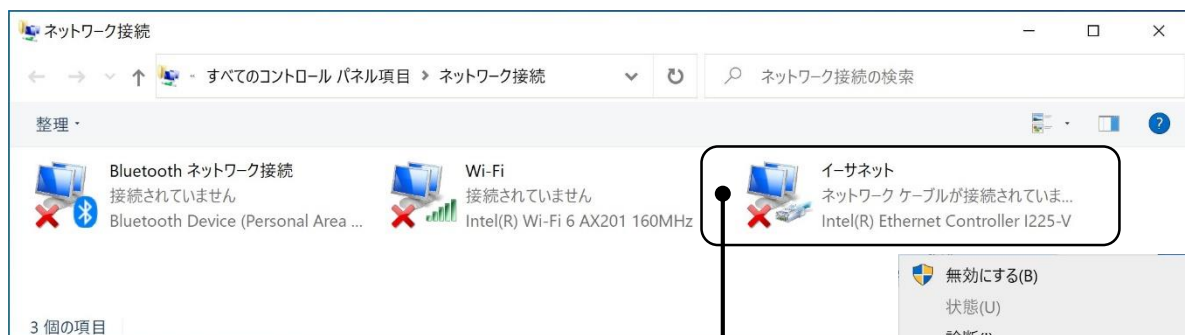 ネットワーク接続
すべてのコントロール パネル項目 > ネットワーク接続
ネットワーク接続の検索
整理
Bluetooth ネットワーク接続
接続されていません
Bluetooth Device (Personal Area ...
Wi-Fi
接続されていません
Intel(R) Wi-Fi 6 AX201 160MHz
イーサネット
ネットワーク ケーブルが接続されていま...
Intel(R) Ethernet Controller I225-V
無効にする(B)
状態(U)
3 個の項目